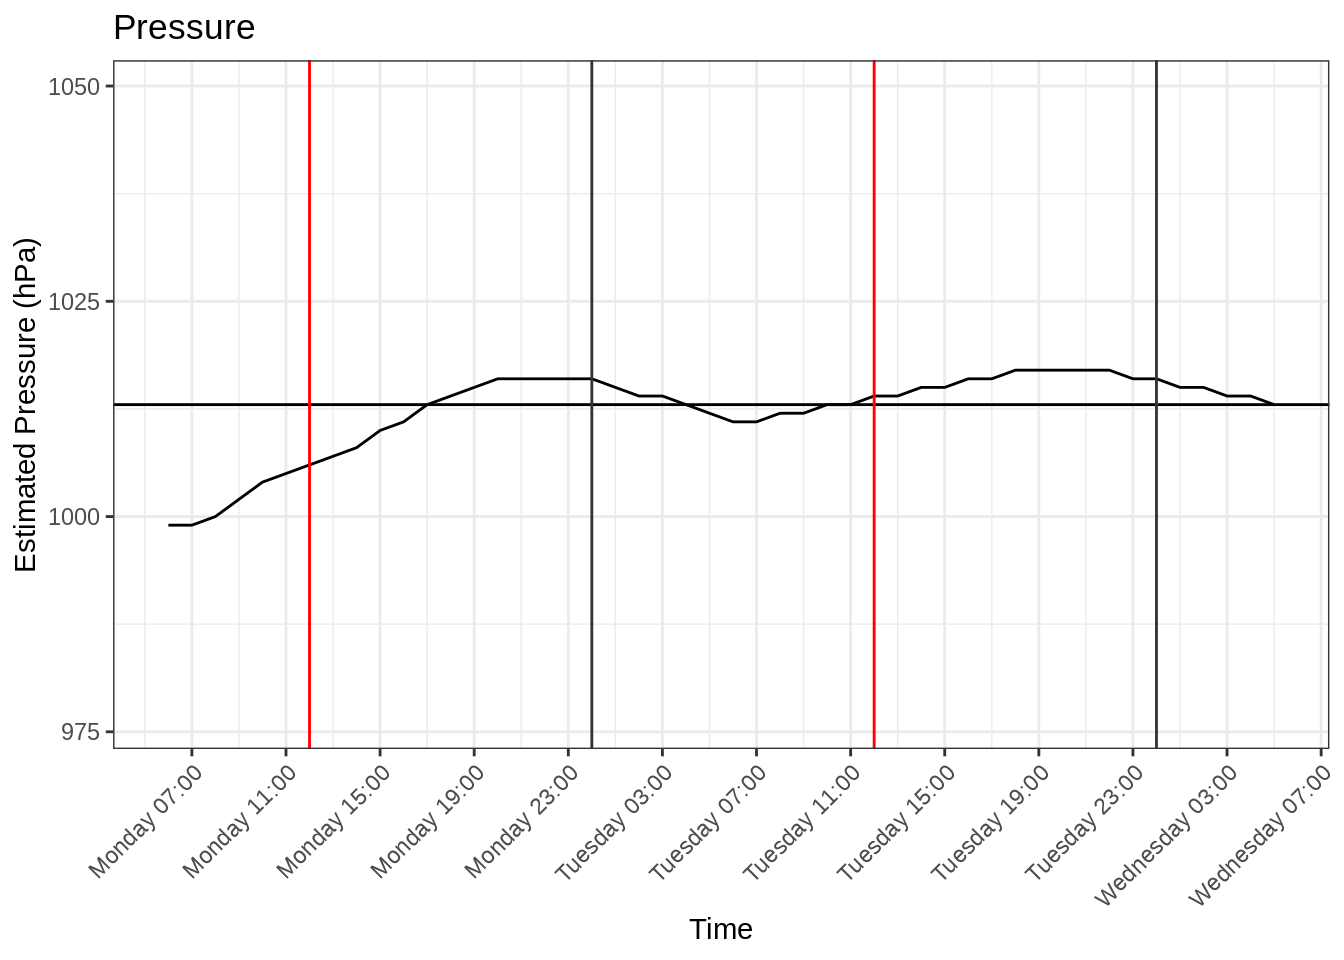 Pressure
Estimated Pressure (hPa)
1050
1025
1000
975
Monday 07:00
Monday 11:00
Monday 15:00
Monday 19:00
Monday 23:00
Tuesday 03:00
Tuesday 07:00
Tuesday 11:00
Tuesday 15:00
Tuesday 19:00
Tuesday 23:00
Wednesday 03:00
Wednesday 07:00
Time